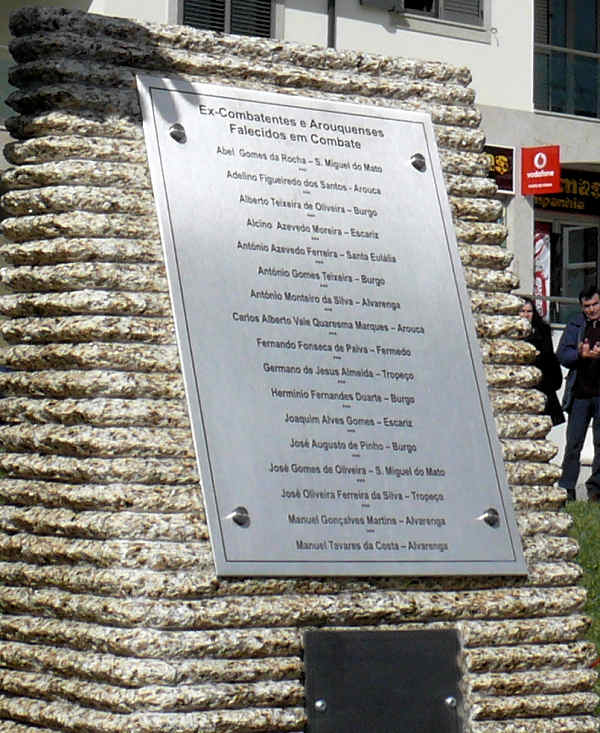 Ex-Combatentes e Arouquenses
Falecidos em Combate
Abel Gomes da Rocha – S. Miguel do Mato
***
Adelino Figueiredo dos Santos - Arouca
***
Alberto Teixeira de Oliveira – Burgo
***
Alcino Azevedo Moreira – Escariz
***
António Azevedo Ferreira – Santa Eulália
***
António Gomes Teixeira – Burgo
***
António Monteiro da Silva – Alvarenga
***
Carlos Alberto Vale Quaresma Marques – Arouca
***
Fernando Fonseca de Paiva – Fermedo
***
Germano de Jesus Almeida – Tropeço
***
Hermínio Fernandes Duarte – Burgo
***
Joaquim Alves Gomes – Escariz
***
José Augusto de Pinho – Burgo
***
José Gomes de Oliveira – S. Miguel do Mato
***
José Oliveira Ferreira da Silva – Tropeço
***
Manuel Gonçalves Martins – Alvarenga
***
Manuel Tavares da Costa – Alvarenga
vodafone
mas
mpanhia